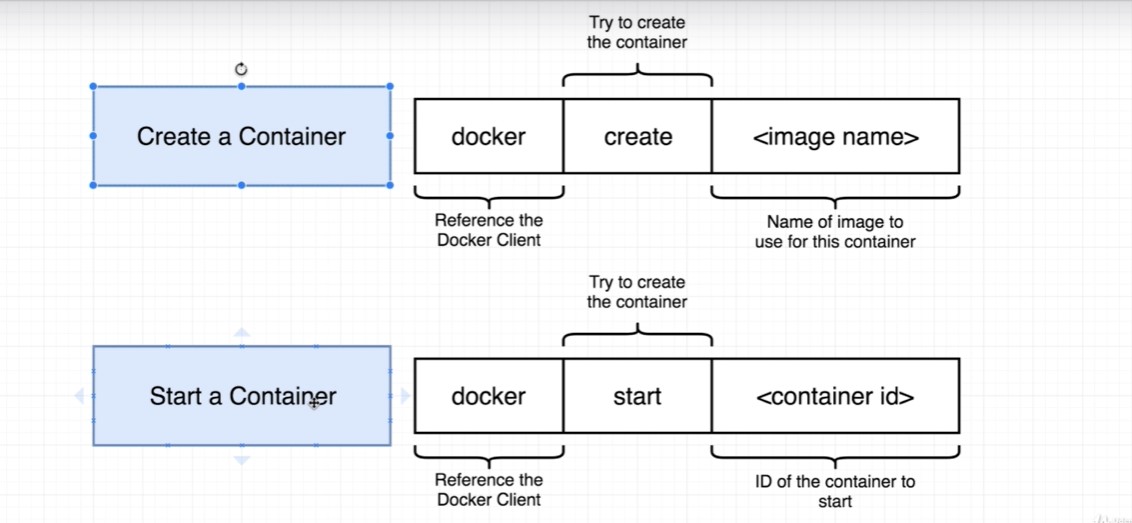 Try to create
the container
Create a Container
docker
create
<image name>
Reference the
Docker Client
Name of image to
use for this container
Try to create
the container
Start a Container
docker
start
<container id>
Reference the
Docker Client
ID of the container to
start